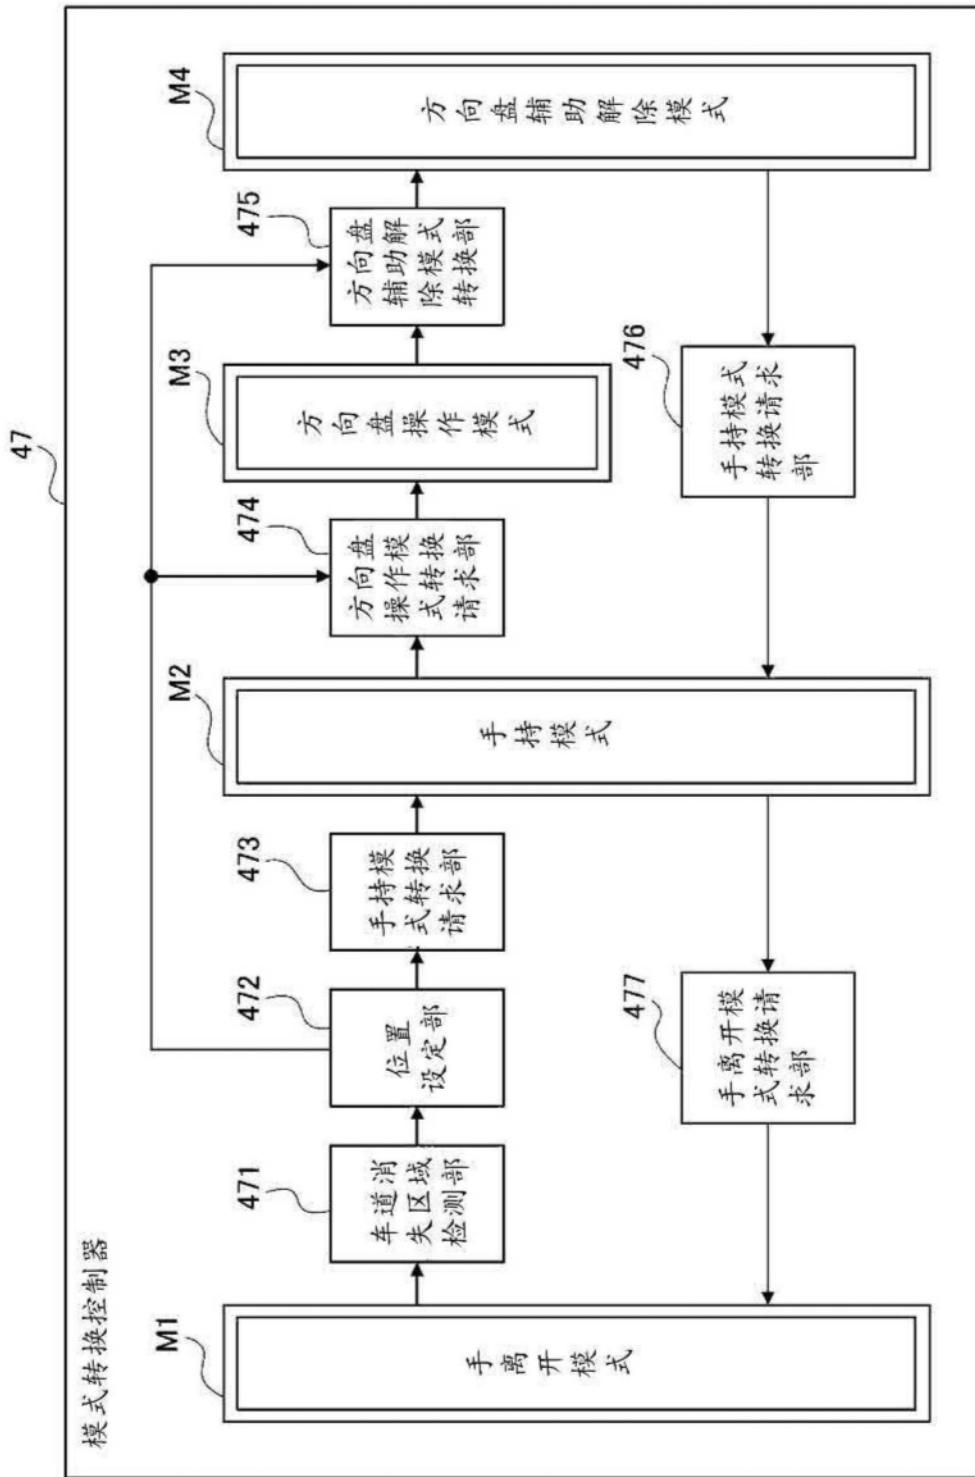 47
模式转换控制器
M1
手离开模式
471
车道消
失区域
检测部
472
位置
设定部
473
手持模
式转换
请求部
M2
手持模式
474
方向盘
操作模
式转换
请求部
M3
方向盘操作模式
475
方向盘
辅助解
除模式
转换部
M4
方向盘辅助解除模式
477
手离开模
式转换请
求部
476
手持模式
转换请求
部